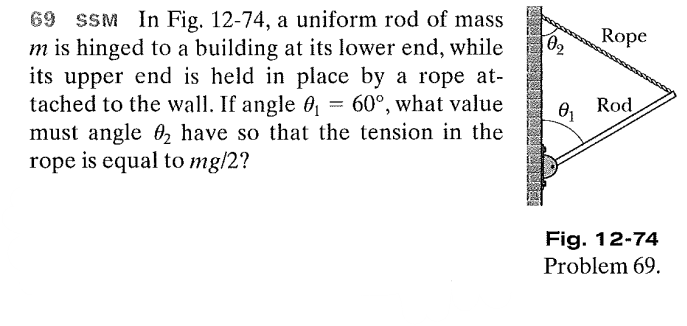 69 SSM In Fig. 12-74, a uniform rod of mass
m is hinged to a building at its lower end, while
its upper end is held in place by a rope at-
tached to the wall. If angle θ₁ = 60°, what value
must angle θ₂ have so that the tension in the
rope is equal to mg/2?
θ₂
Rope
θ₁
Rod
Fig. 12-74
Problem 69.